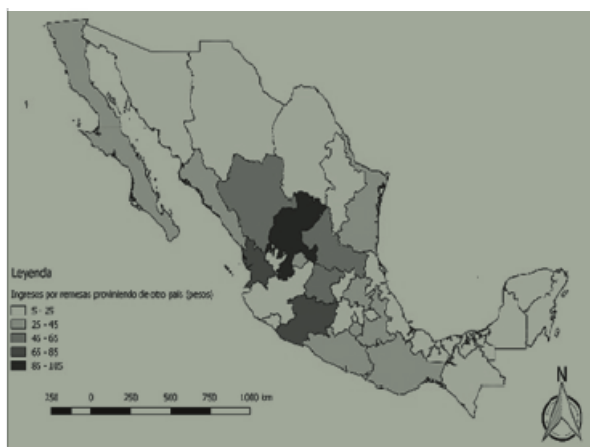 Leyenda
Ingresos por remesas proviniendo de otro país (pesos)
5 - 25
25 - 45
45 - 65
65 - 85
85 - 105
250 0 250 500 750 1000 km
N